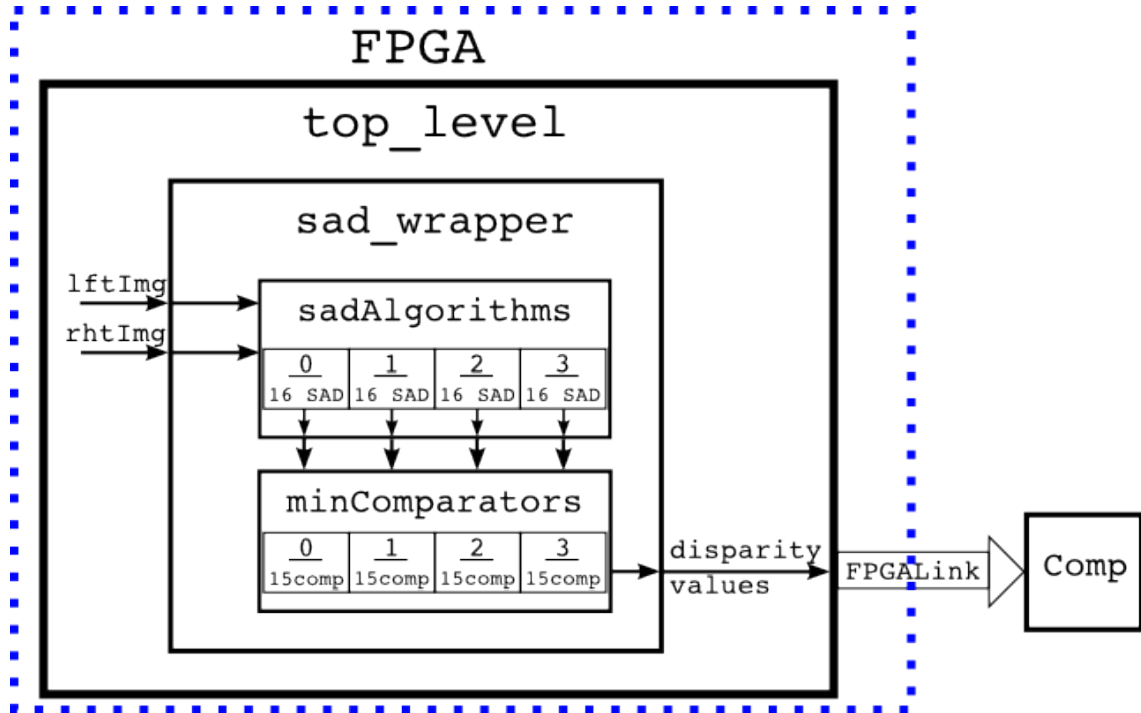 FPGA
top_level
sad_wrapper
lftImg
rhtImg
sadAlgorithms
0 1 2 3
16 SAD 16 SAD 16 SAD 16 SAD
minComparators
0 1 2 3
15comp 15comp 15comp 15comp
disparity
values
FPGALink
Comp